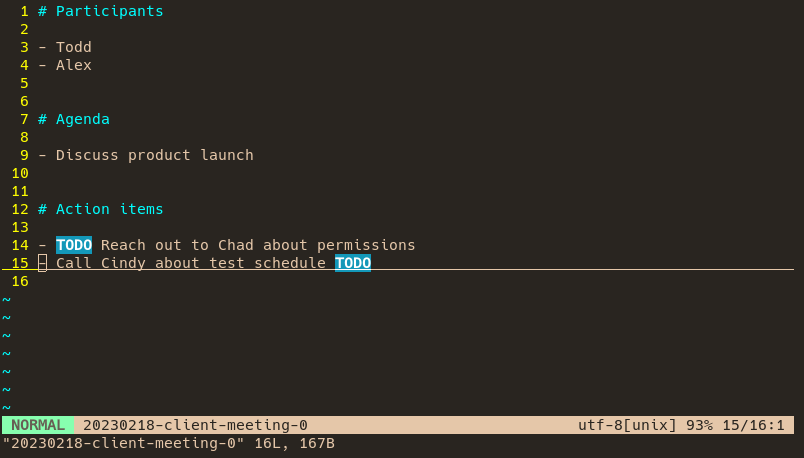 1 # Participants
2
3 - Todd
4 - Alex
5
6
7 # Agenda
8
9 - Discuss product launch
10
11
12 # Action items
13
14 - TODO Reach out to Chad about permissions
15 - Call Cindy about test schedule TODO
16
~
~
~
~
~
~
~
NORMAL 20230218-client-meeting-0 utf-8[unix] 93% 15/16:1
"20230218-client-meeting-0" 16L, 167B